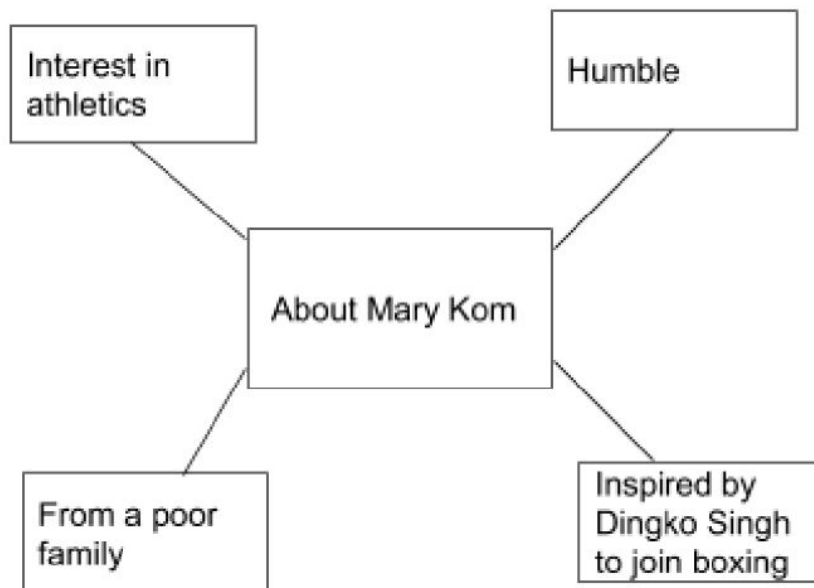 Interest in
athletics
Humble
About Mary Kom
From a poor
family
Inspired by
Dingko Singh
to join boxing